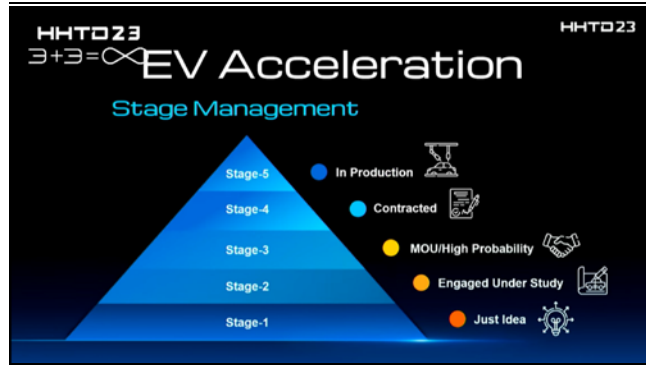 HHTD23
HHTD23
3+3=∞
EV Acceleration
Stage Management
Stage-5 In Production
Stage-4 Contracted
Stage-3 MOU/High Probability
Stage-2 Engaged Under Study
Stage-1 Just Idea